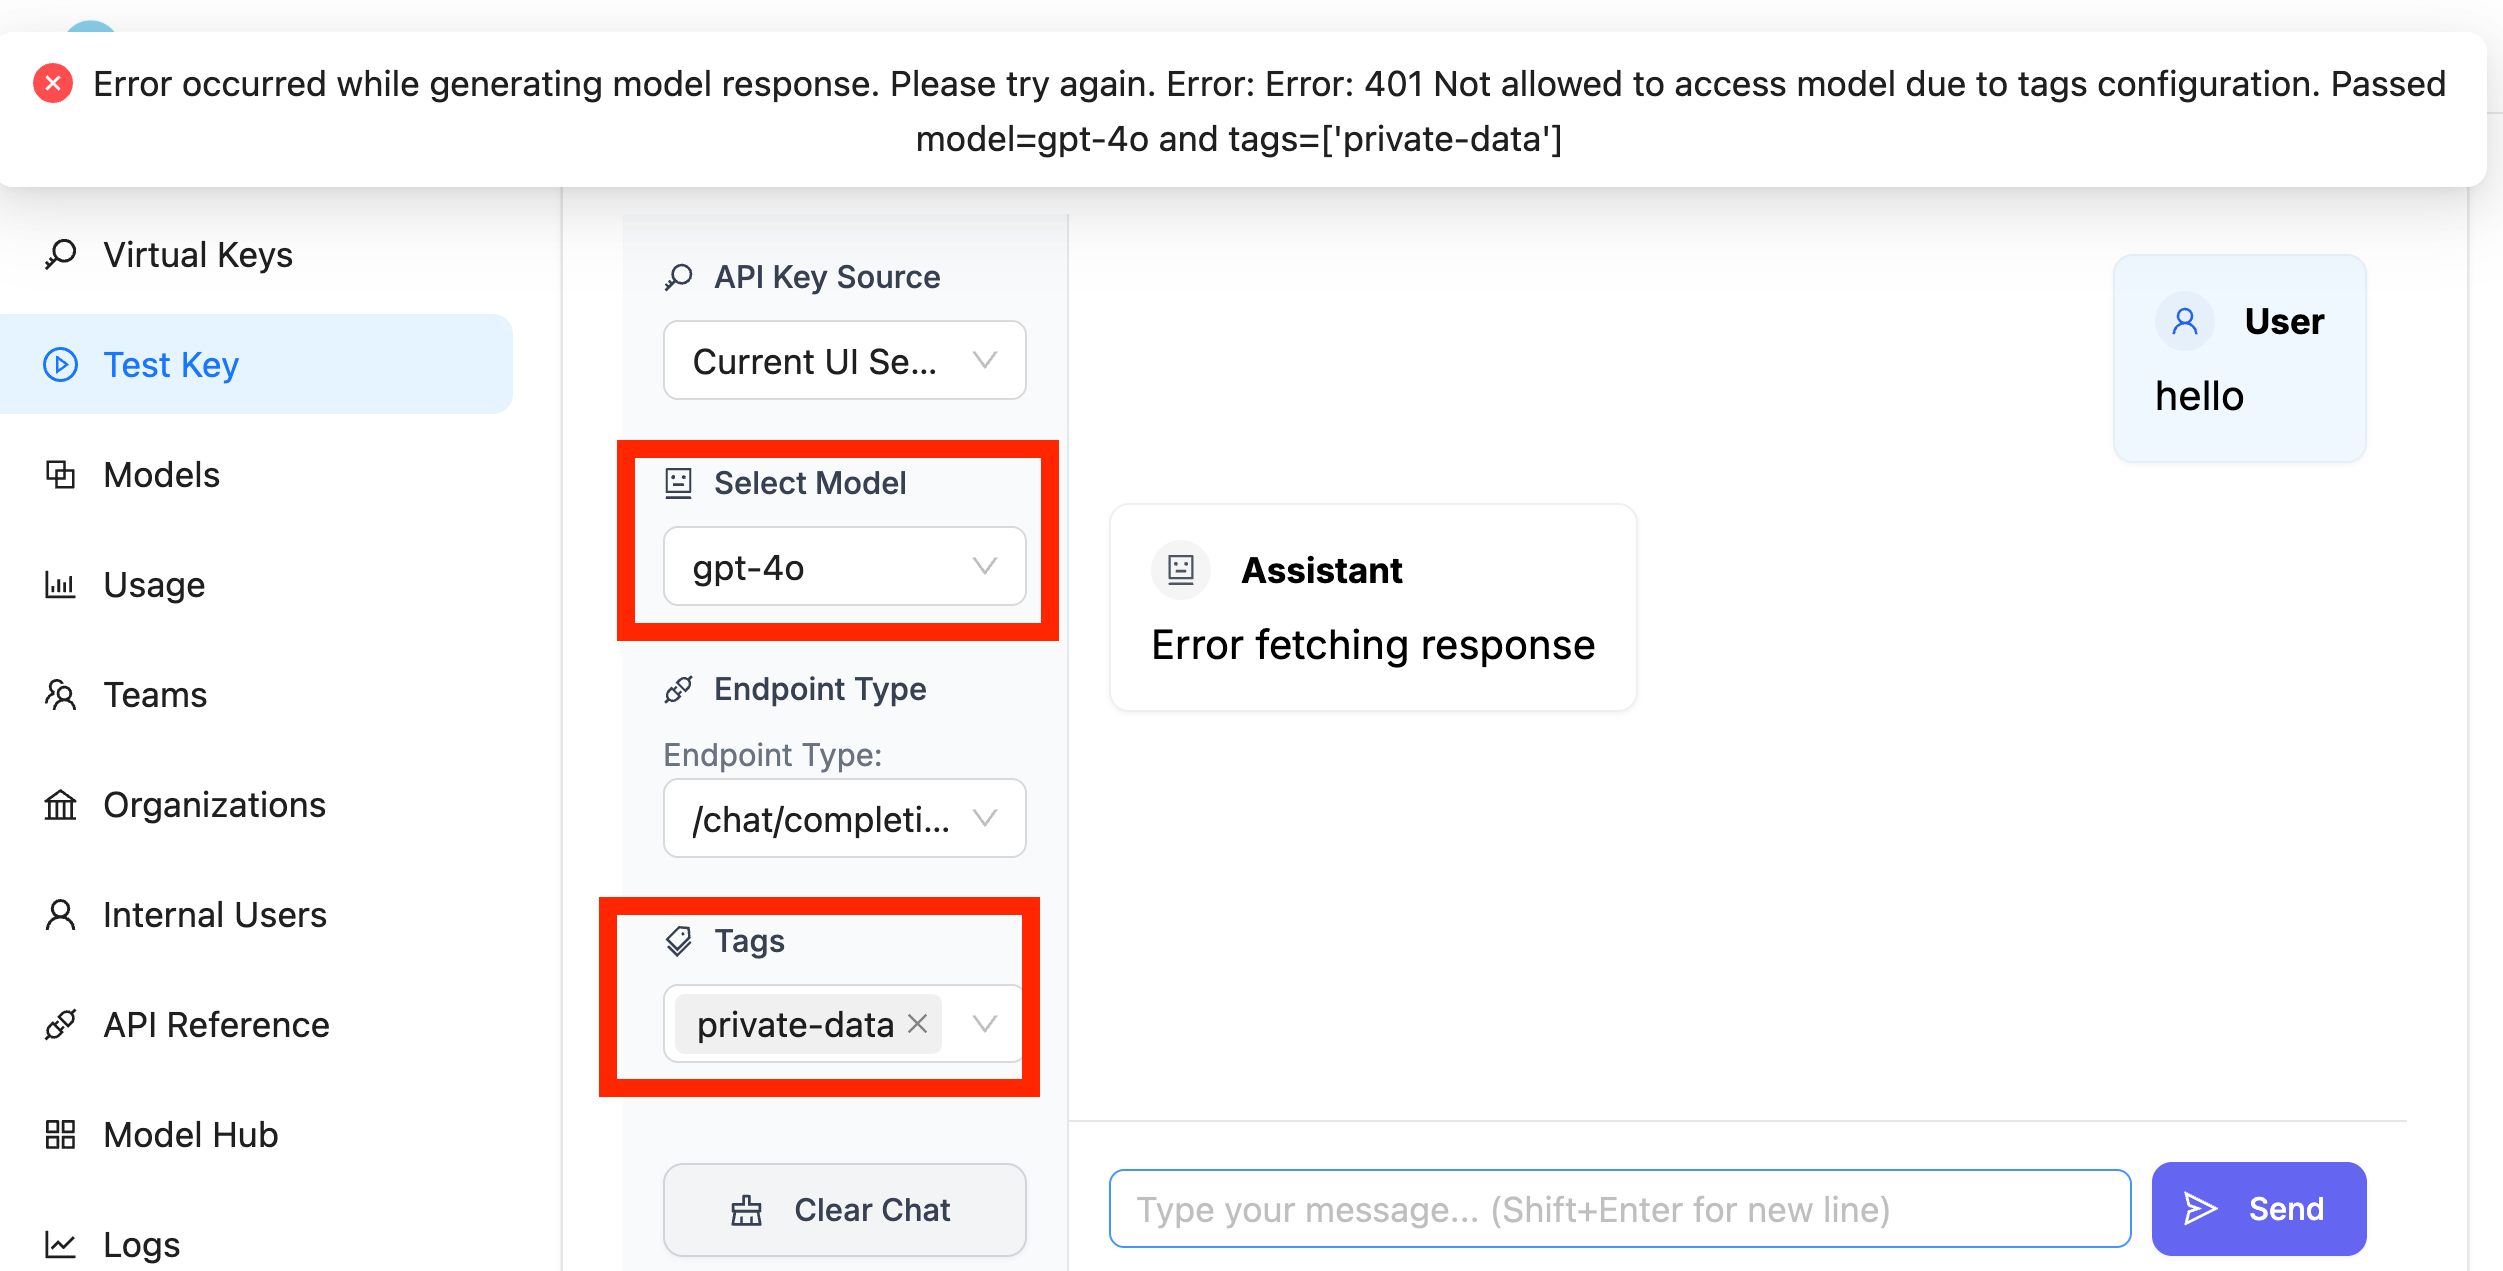 Error occurred while generating model response. Please try again. Error: Error: 401 Not allowed to access model due to tags configuration. Passed
model=gpt-4o and tags=['private-data']
Virtual Keys
Test Key
Models
Usage
Teams
Organizations
Internal Users
API Reference
Model Hub
Logs
API Key Source
Current UI Se...
Select Model
gpt-4o
Endpoint Type
Endpoint Type:
/chat/completi...
Tags
private-data
Clear Chat
User
hello
Assistant
Error fetching response
Type your message... (Shift+Enter for new line)
Send